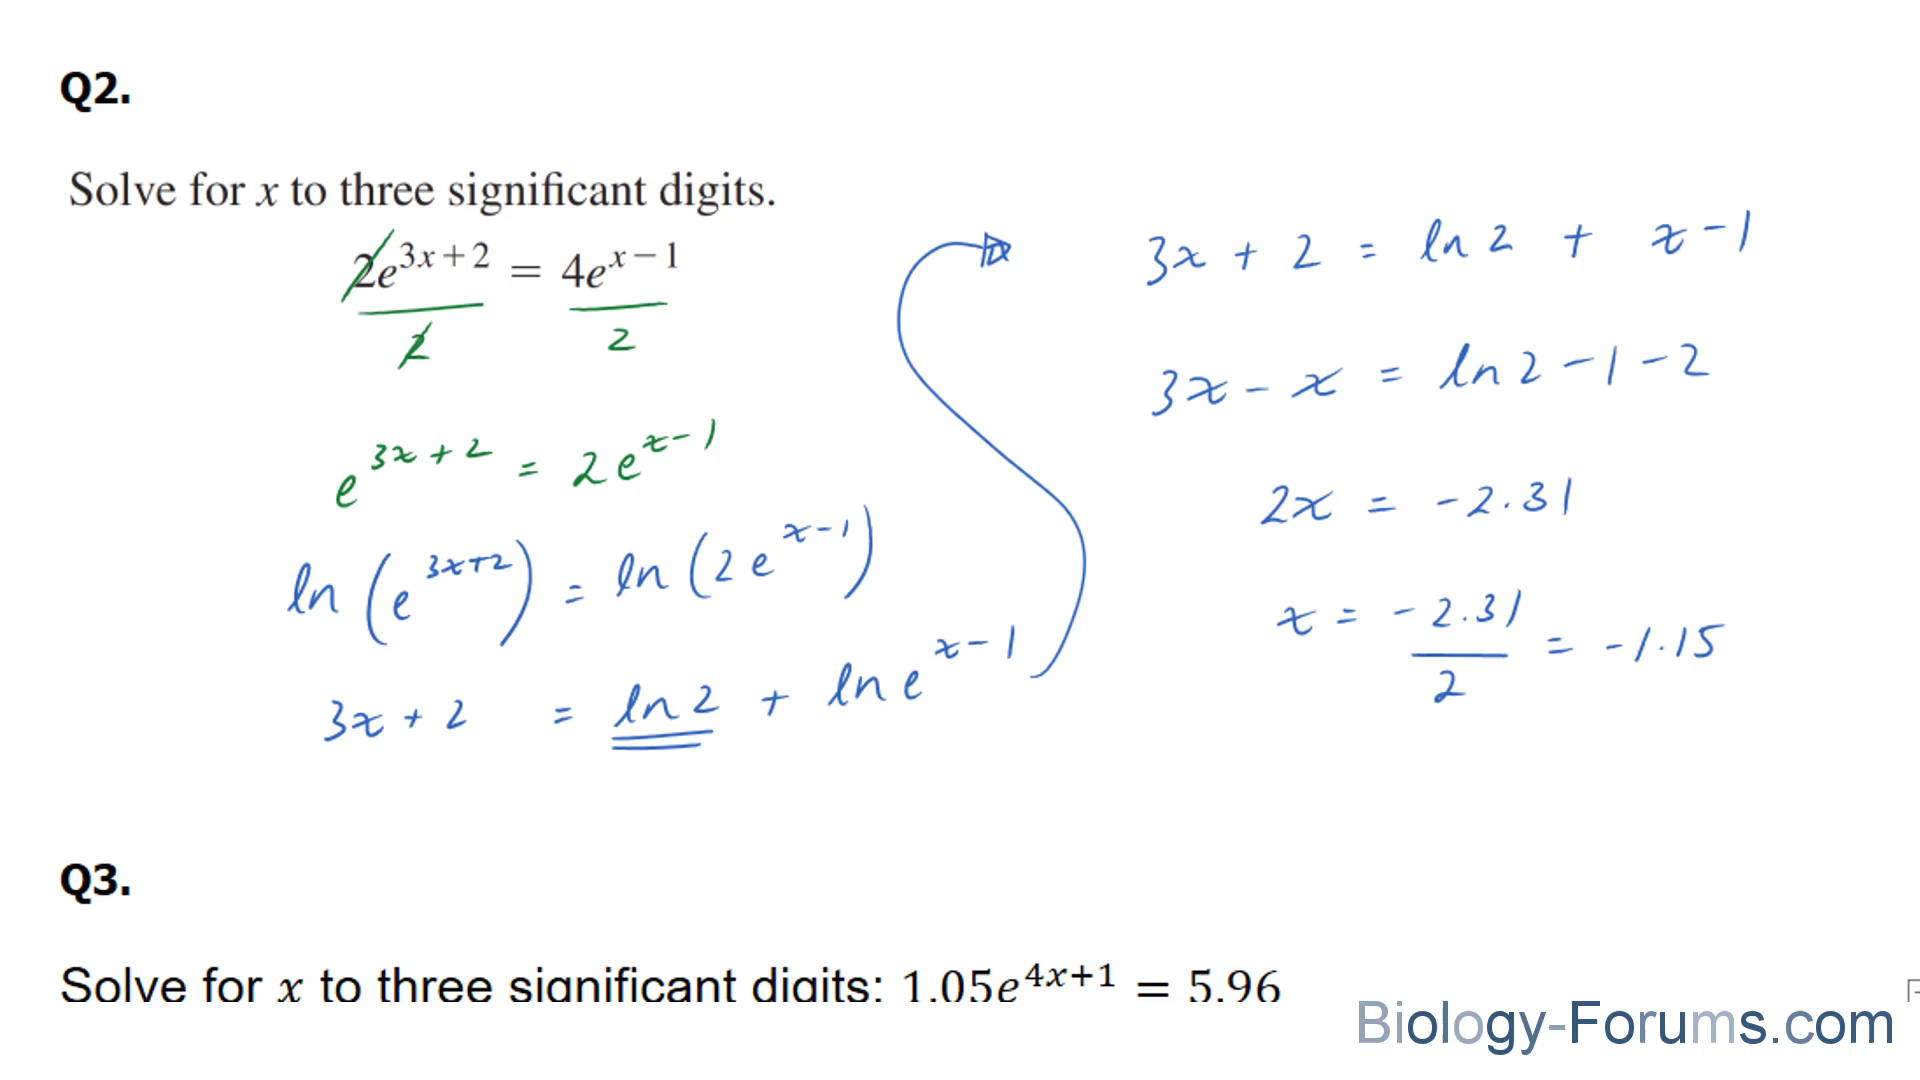 Q2.
Solve for x to three significant digits.
2e^{3x+2} = 4e^{x−1}
2 2
e^{3x+2} = 2e^{x-1}
ln (e^{3x+2}) = ln (2e^{x-1})
3x + 2 = ln 2 + ln e^{x-1}
3x + 2 = ln 2 + x - 1
3x - x = ln 2 - 1 - 2
2x = -2.31
x = -2.31 / 2 = -1.15
Q3.
Solve for x to three significant digits: 1.05e^{4x+1} = 5.96
Biology-Forums.com